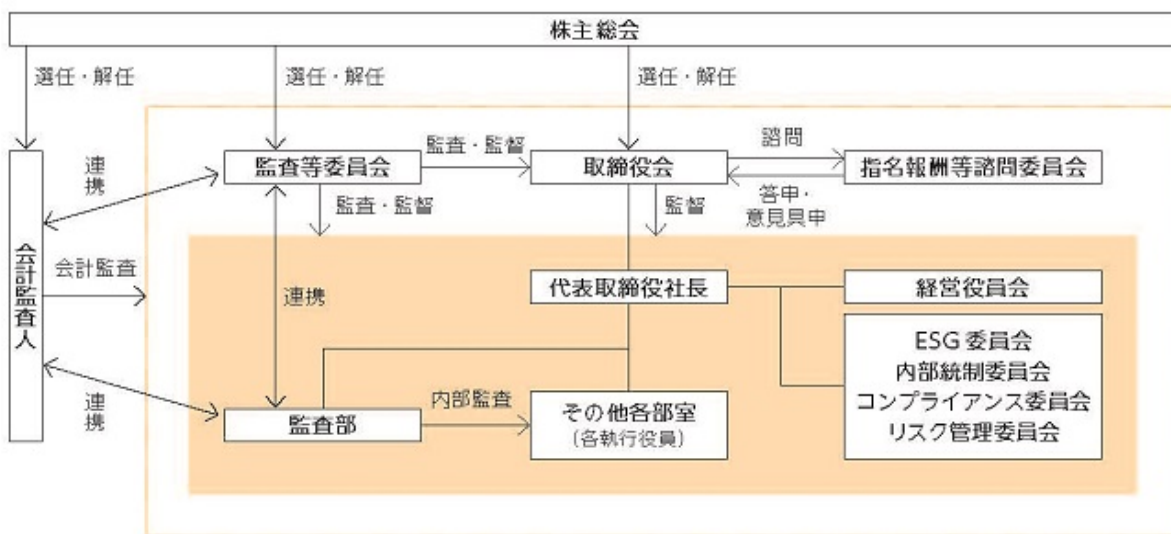 株主総会
選任・解任
選任・解任
選任・解任
連携
監査等委員会
監査・監督
取締役会
諮問
答申・
意見具申
指名報酬等諮問委員会
監査・監督
監督
会計監査人
会計監査
連携
代表取締役社長
経営役員会
ESG 委員会
内部統制委員会
コンプライアンス委員会
リスク管理委員会
連携
監査部
内部監査
その他各部室
(各執行役員)